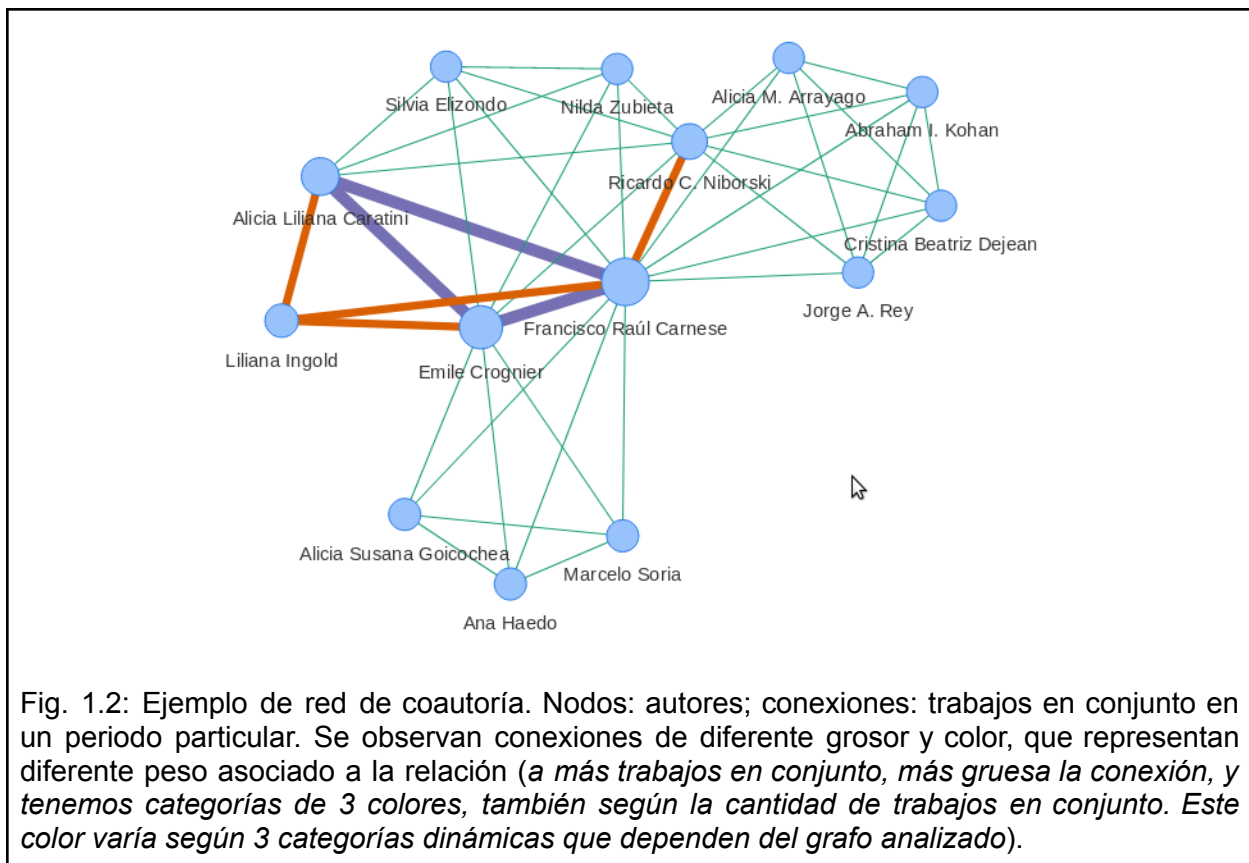 Silvia Elizondo
Nilda Zubieta
Alicia M. Arrayago
Abraham I. Kohan
Ricardo C. Niborski
Alicia Liliana Caratini
Cristina Beatriz Dejean
Jorge A. Rey
Francisco Raúl Carnese
Liliana Ingold
Emile Crognier
Alicia Susana Goicochea
Marcelo Soria
Ana Haedo
Fig. 1.2: Ejemplo de red de coautoría. Nodos: autores; conexiones: trabajos en conjunto en
un periodo particular. Se observan conexiones de diferente grosor y color, que representan
diferente peso asociado a la relación (a más trabajos en conjunto, más gruesa la conexión, y
tenemos categorías de 3 colores, también según la cantidad de trabajos en conjunto. Este
color varía según 3 categorías dinámicas que dependen del grafo analizado).